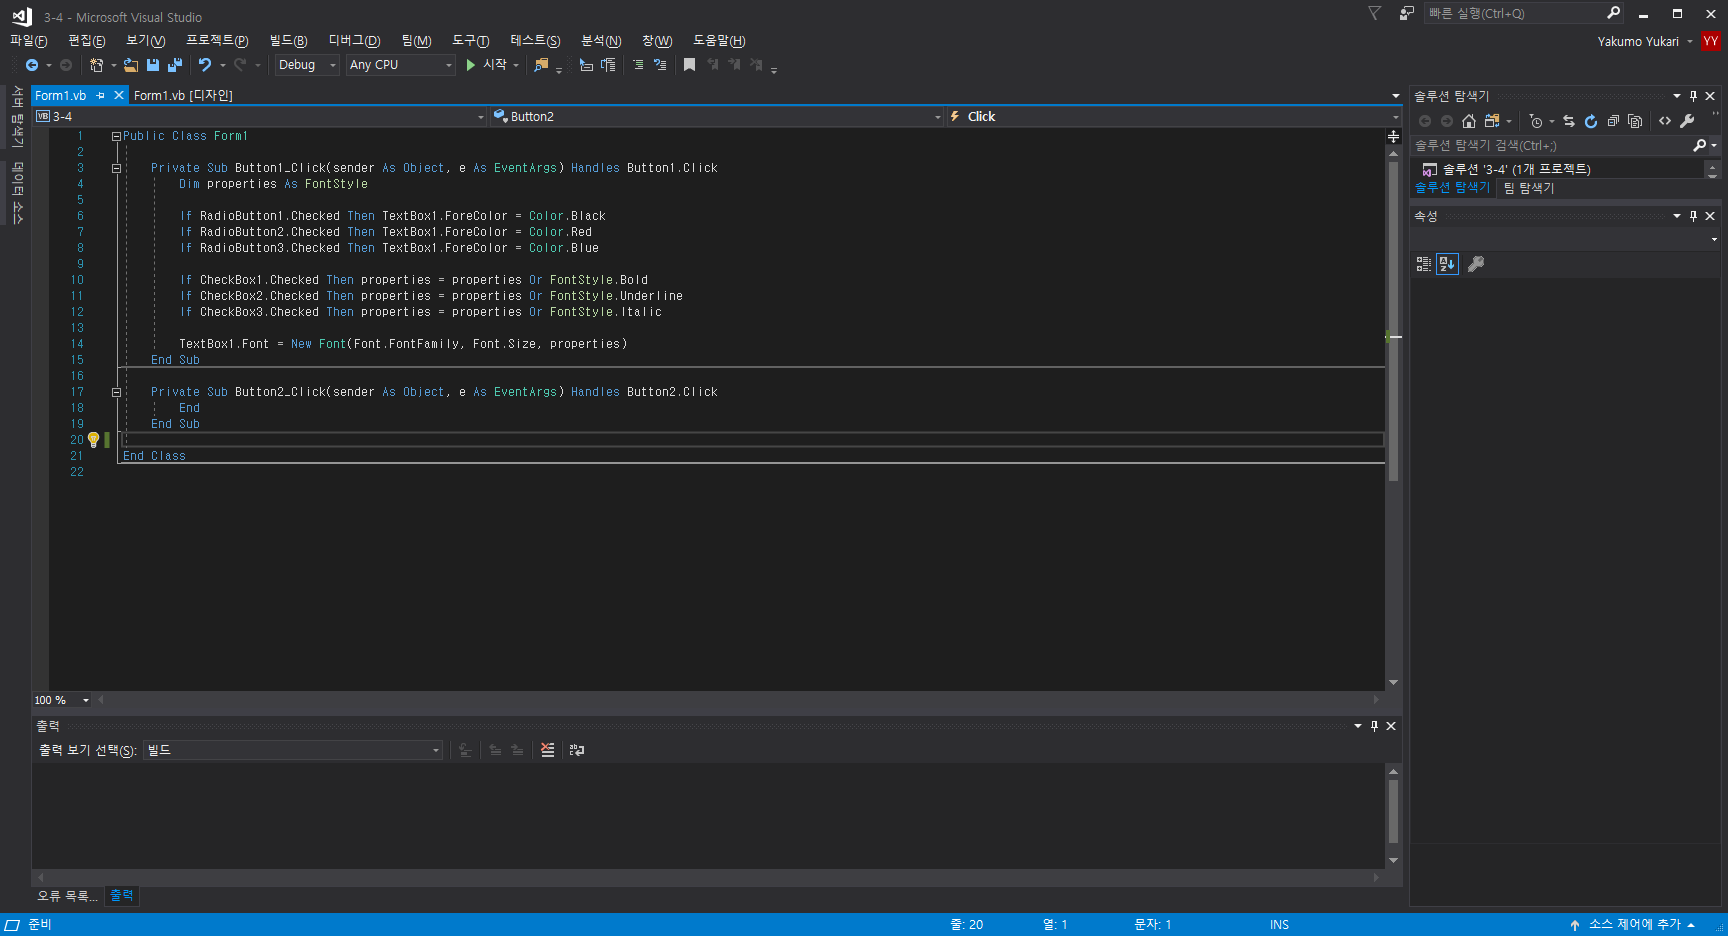 3-4 - Microsoft Visual Studio
빠른 실행(Ctrl+Q)
파일(F) 편집(E) 보기(V) 프로젝트(P) 빌드(B) 디버그(D) 팀(M) 도구(T) 테스트(S) 분석(N) 창(W) 도움말(H)
Yakumo Yukari YY
Debug Any CPU 시작
서버 탐색기
데이터 소스
Form1.vb Form1.vb [디자인]
VB 3-4 Button2 Click
1 Public Class Form1
2
3 Private Sub Button1_Click(sender As Object, e As EventArgs) Handles Button1.Click
4 Dim properties As FontStyle
5
6 If RadioButton1.Checked Then TextBox1.ForeColor = Color.Black
7 If RadioButton2.Checked Then TextBox1.ForeColor = Color.Red
8 If RadioButton3.Checked Then TextBox1.ForeColor = Color.Blue
9
10 If CheckBox1.Checked Then properties = properties Or FontStyle.Bold
11 If CheckBox2.Checked Then properties = properties Or FontStyle.Underline
12 If CheckBox3.Checked Then properties = properties Or FontStyle.Italic
13
14 TextBox1.Font = New Font(Font.FontFamily, Font.Size, properties)
15 End Sub
16
17 Private Sub Button2_Click(sender As Object, e As EventArgs) Handles Button2.Click
18 End
19 End Sub
20
21 End Class
22
100 %
출력
출력 보기 선택(S): 빌드
오류 목록... 출력
솔루션 탐색기
솔루션 탐색기 검색(Ctrl+;)
솔루션 '3-4' (1개 프로젝트)
솔루션 탐색기 팀 탐색기
속성
준비 줄: 20 열: 1 문자: 1 INS 소스 제어에 추가